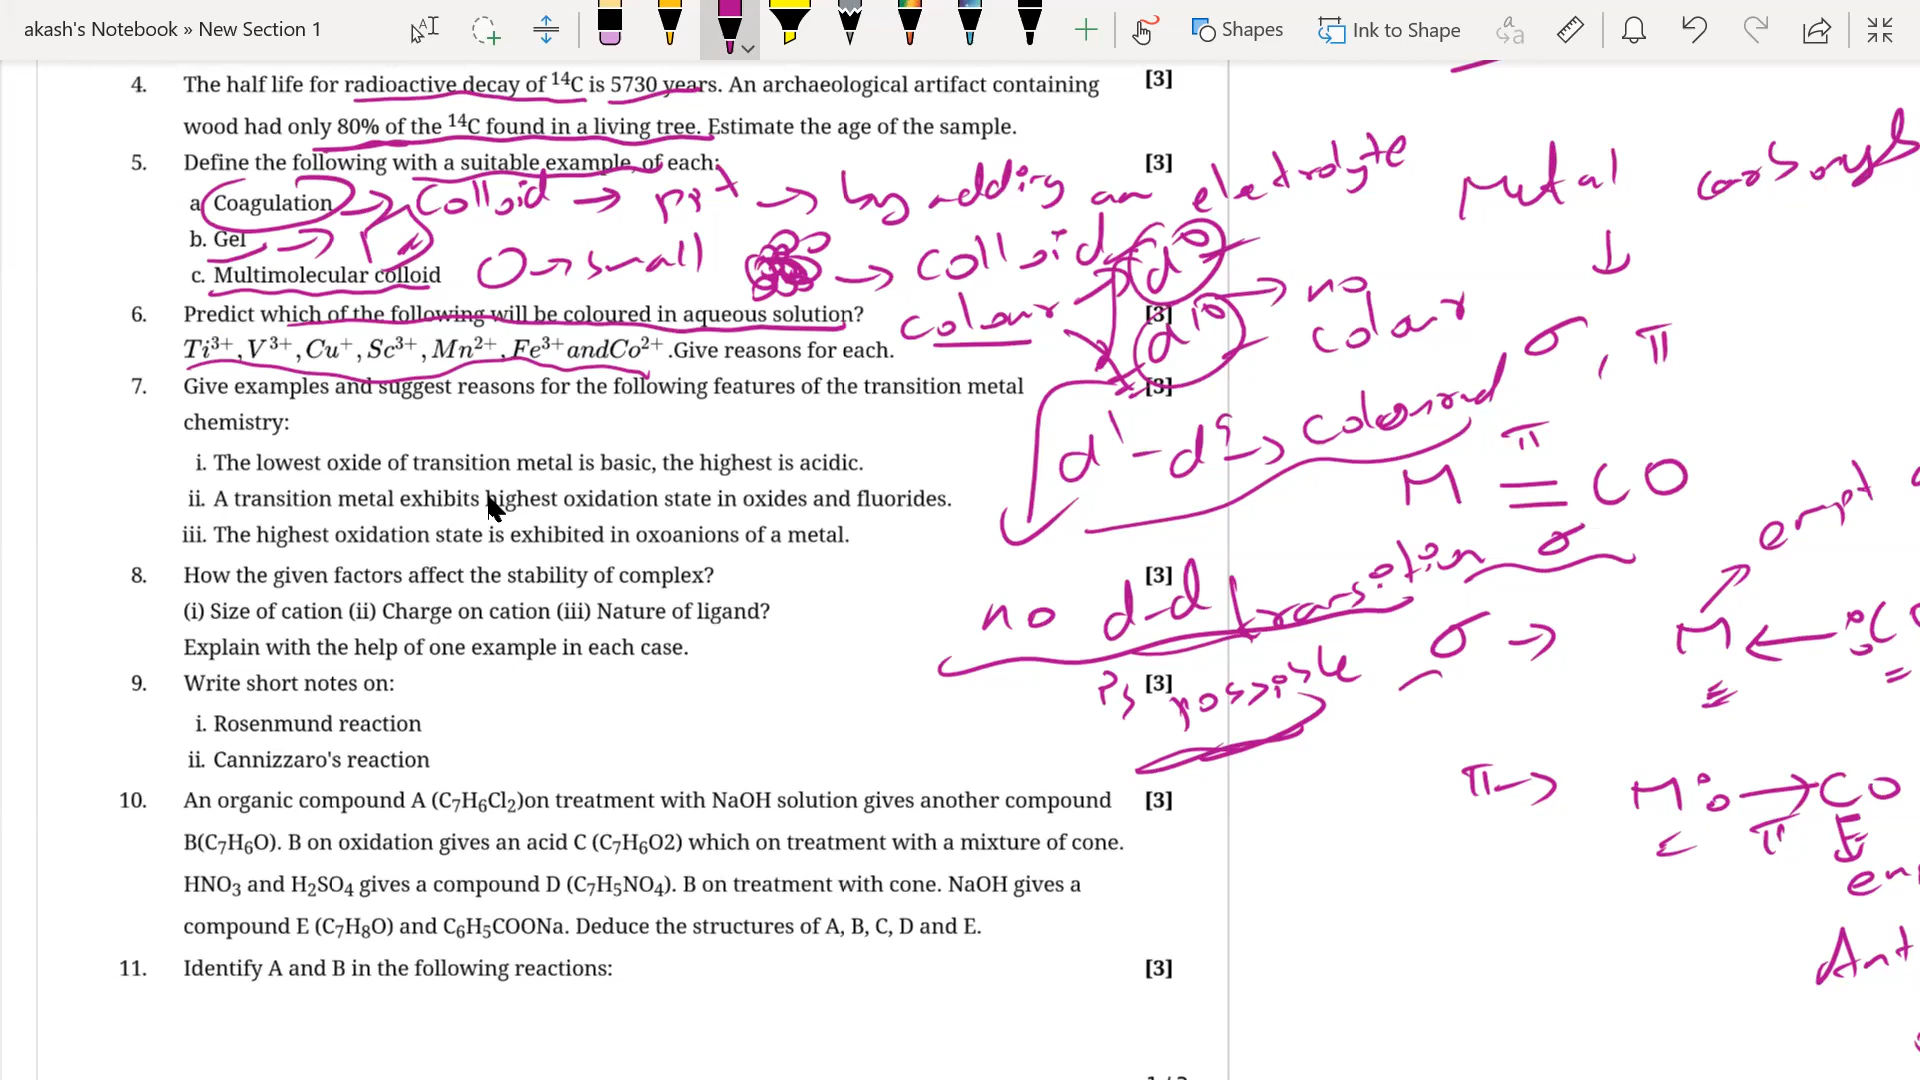 akash's Notebook » New Section 1
Shapes
Ink to Shape
4. The half life for radioactive decay of ¹⁴C is 5730 years. An archaeological artifact containing [3]
wood had only 80% of the ¹⁴C found in a living tree. Estimate the age of the sample.
5. Define the following with a suitable example, of each: [3]
a. Coagulation
Colloid → ppt → by adding an eletrolyte
b. Gel
c. Multimolecular colloid
O → small → colloid
6. Predict which of the following will be coloured in aqueous solution? [3]
Ti³⁺, V³⁺, Cu⁺, Sc³⁺, Mn²⁺, Fe³⁺ andCo²⁺ .Give reasons for each.
colour
d⁰
d¹⁰ → no
colour
7. Give examples and suggest reasons for the following features of the transition metal [3]
chemistry:
d¹ - d⁹ → coloured
i. The lowest oxide of transition metal is basic, the highest is acidic.
ii. A transition metal exhibits highest oxidation state in oxides and fluorides.
iii. The highest oxidation state is exhibited in oxoanions of a metal.
8. How the given factors affect the stability of complex? [3]
(i) Size of cation (ii) Charge on cation (iii) Nature of ligand?
Explain with the help of one example in each case.
no d-d transition
is possible
9. Write short notes on: [3]
i. Rosenmund reaction
ii. Cannizzaro's reaction
10. An organic compound A (C₇H₆Cl₂)on treatment with NaOH solution gives another compound [3]
B(C₇H₆O). B on oxidation gives an acid C (C₇H₆O2) which on treatment with a mixture of conc.
HNO₃ and H₂SO₄ gives a compound D (C₇H₅NO₄). B on treatment with conc. NaOH gives a
compound E (C₇H₈O) and C₆H₅COONa. Deduce the structures of A, B, C, D and E.
11. Identify A and B in the following reactions: [3]
Metal carbonyls
↓
σ, π
π
M = CO
σ
empt
σ → M ← :C
π → M: → CO
π
Ant